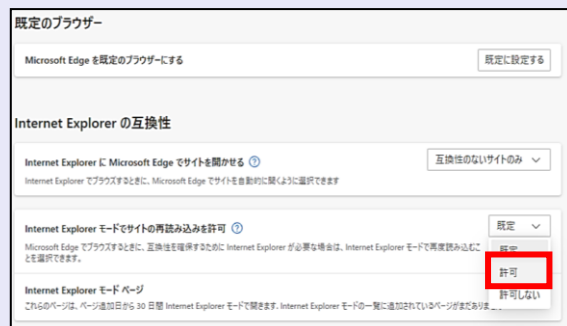 既定のブラウザー
Microsoft Edge を既定のブラウザーにする
既定に設定する
Internet Explorer の互換性
Internet Explorer に Microsoft Edge でサイトを開かせる ?
互換性のないサイトのみ
Internet Explorer でブラウズするときに、Microsoft Edge でサイトを自動的に開くように選択できます
Internet Explorer モードでサイトの再読み込みを許可 ?
既定
Microsoft Edge でブラウズするときに、互換性を確保するために Internet Explorer が必要な場合は、Internet Explorer モードで再度読み込むこ
とを選択できます。
既定
許可
許可しない
Internet Explorer モード ページ
これらのページは、ページ追加日から 30 日間 Internet Explorer モードで開きます。Internet Explorer モードの一覧に追加されているページがまだありま